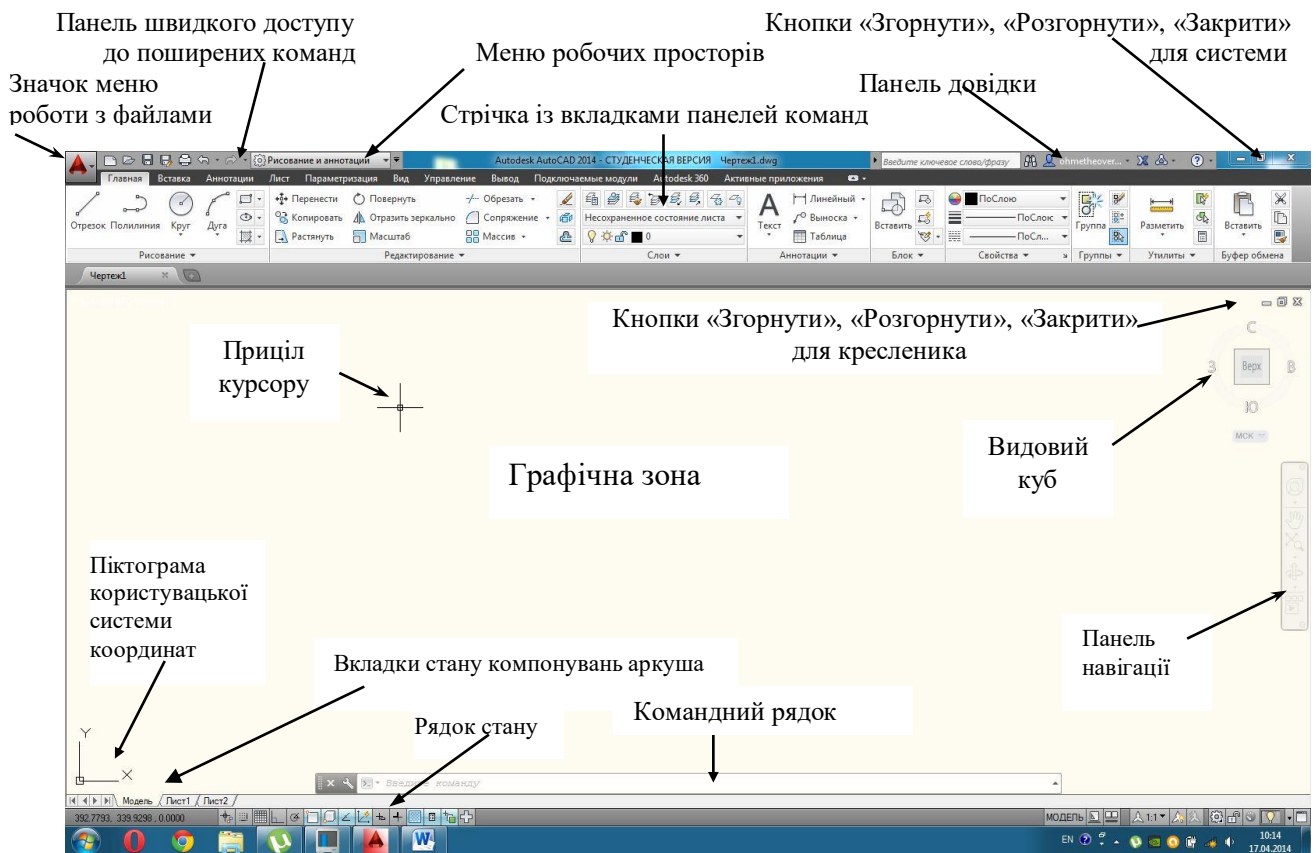 Панель швидкого доступу
до поширених команд
Кнопки «Згорнути», «Розгорнути», «Закрити»
для системи
Меню робочих просторів
Значок меню
роботи з файлами
Панель довідки
Стрічка із вкладками панелей команд
Рисование и аннотации
Autodesk AutoCAD 2014 - СТУДЕНЧЕСКАЯ ВЕРСИЯ Чертеж1.dwg
Введите ключевое слово/фразу
ohmetheover...
Главная Вставка Аннотации Лист Параметризация Вид Управление Вывод Подключаемые модули Autodesk 360 Активные приложения
Отрезок Полилиния Круг Дуга
Перенести Повернуть Обрезать
Копировать Отразить зеркально Сопряжение
Растянуть Масштаб Массив
Несохраненное состояние листа
0
Текст
Линейный
Выноска
Таблица
Вставить
ПоСлою
ПоСлою
ПоСл...
Группа
Разметить
Вставить
Рисование Редактирование Слои Аннотации Блок Свойства Группы Утилиты Буфер обмена
Чертеж1
Кнопки «Згорнути», «Розгорнути», «Закрити»
для кресленика
Приціл
курсору
С
З Верх В
Ю
МСК
Видовий
куб
Графічна зона
Піктограма
користувацької
системи
координат
Панель
навігації
Вкладки стану компонувань аркуша
Командний рядок
Рядок стану
Y
X
Введите команду
Модель Лист1 Лист2
392.7793, 339.9298, 0.0000
МОДЕЛЬ
1:1
W
EN
10:14
17.04.2014